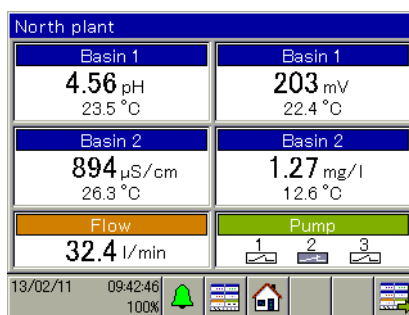 North plant
Basin 1 Basin 1
4.56 pH 203 mV
23.5 °C 22.4 °C
Basin 2 Basin 2
894 µS/cm 1.27 mg/l
26.3 °C 12.6 °C
Flow Pump
32.4 l/min 1 2 3
13/02/11 09:42:46
100%